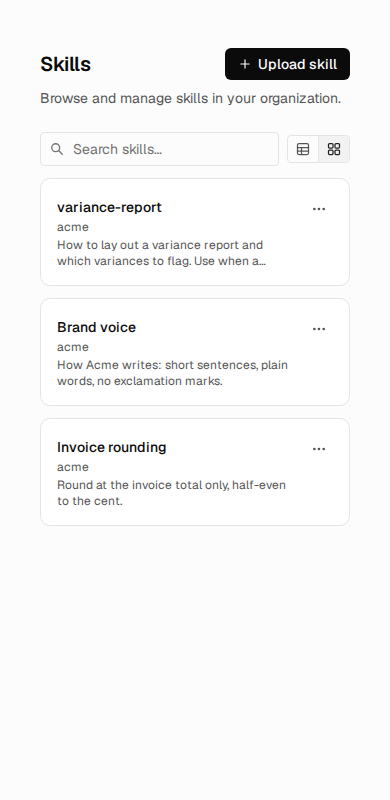 Skills
Upload skill
Browse and manage skills in your organization.
Search skills...
variance-report
acme
How to lay out a variance report and
which variances to flag. Use when a...
Brand voice
acme
How Acme writes: short sentences, plain
words, no exclamation marks.
Invoice rounding
acme
Round at the invoice total only, half-even
to the cent.